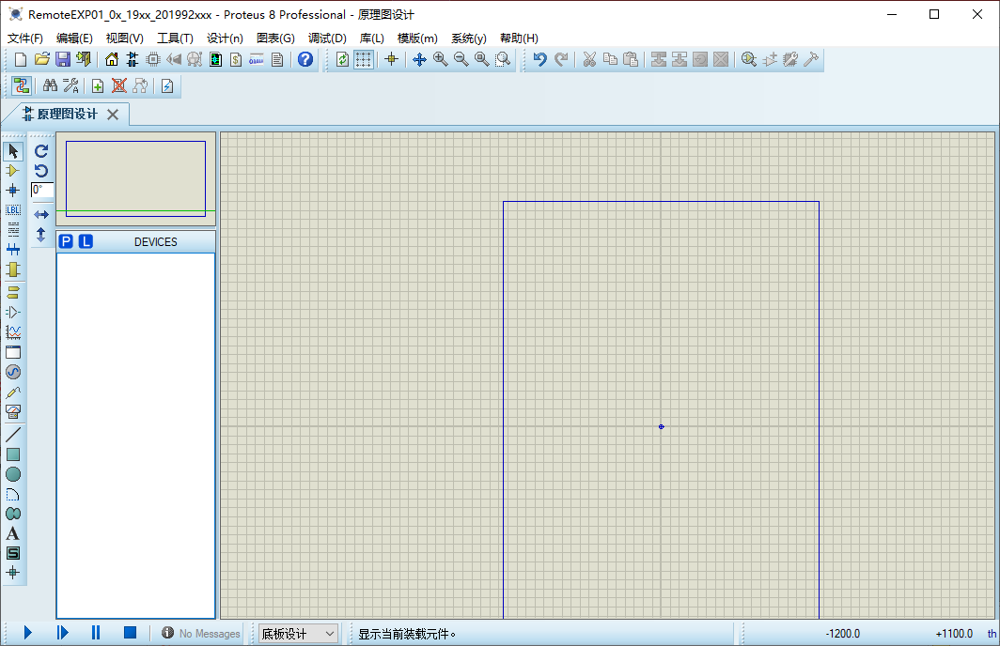 RemoteEXP01_0x_19xx_201992xxx - Proteus 8 Professional - 原理图设计
文件(F) 编辑(E) 视图(V) 工具(T) 设计(n) 图表(G) 调试(D) 库(L) 模版(m) 系统(y) 帮助(H)
原理图设计
0°
LBL
P L DEVICES
A
S
No Messages 底板设计 显示当前装载元件。 -1200.0 +1100.0 th